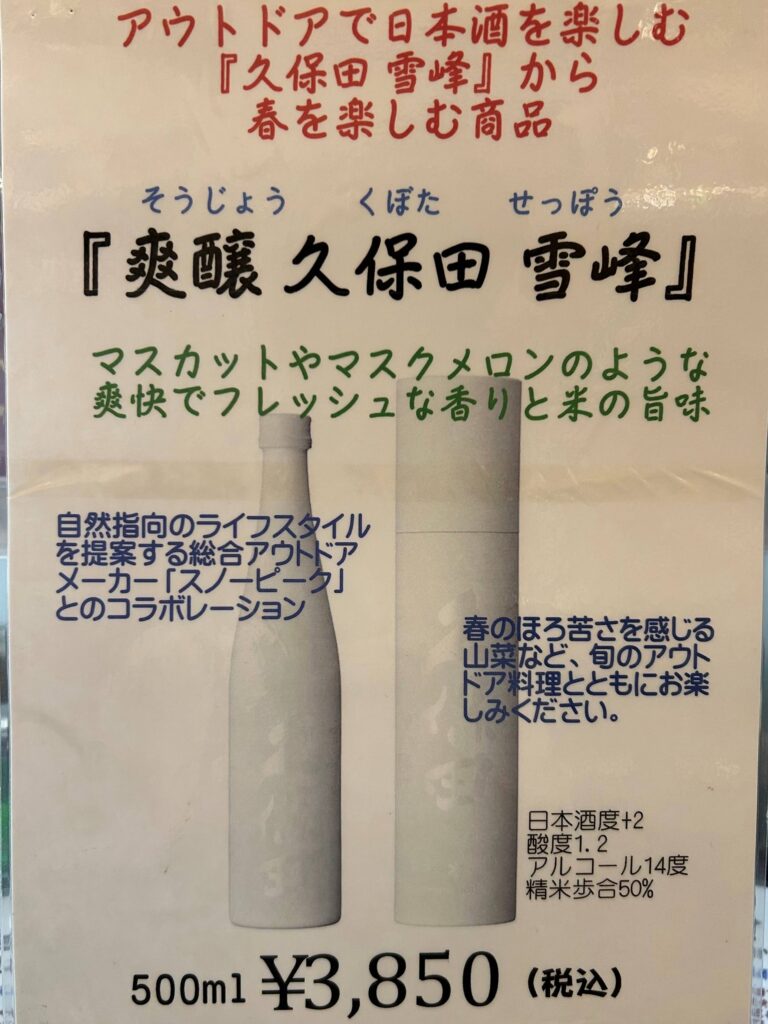 アウトドアで日本酒を楽しむ
『久保田 雪峰』から
春を楽しむ商品
そうじょう くぼた せっぽう
『爽醸 久保田 雪峰』
マスカットやマスクメロンのような
爽快でフレッシュな香りと米の旨味
自然指向のライフスタイル
を提案する総合アウトドア
メーカー「スノーピーク」
とのコラボレーション
春のほろ苦さを感じる
山菜など、旬のアウト
ドア料理とともにお楽
しみください。
久保田
久保田
日本酒度+2
酸度1.2
アルコール14度
精米歩合50%
500ml ¥3,850 (税込)